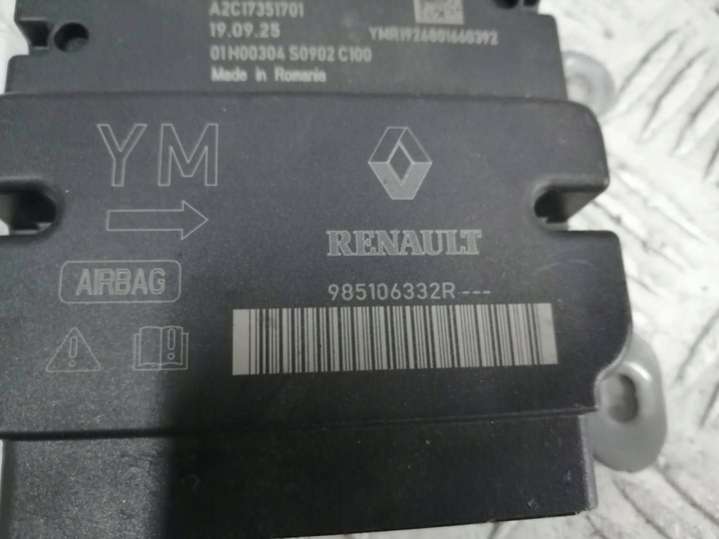 A2C17351701
19.09.25
YMR1926801660392
01H00304 S0902 C100
Made in Romania
YM
RENAULT
AIRBAG
985106332R---